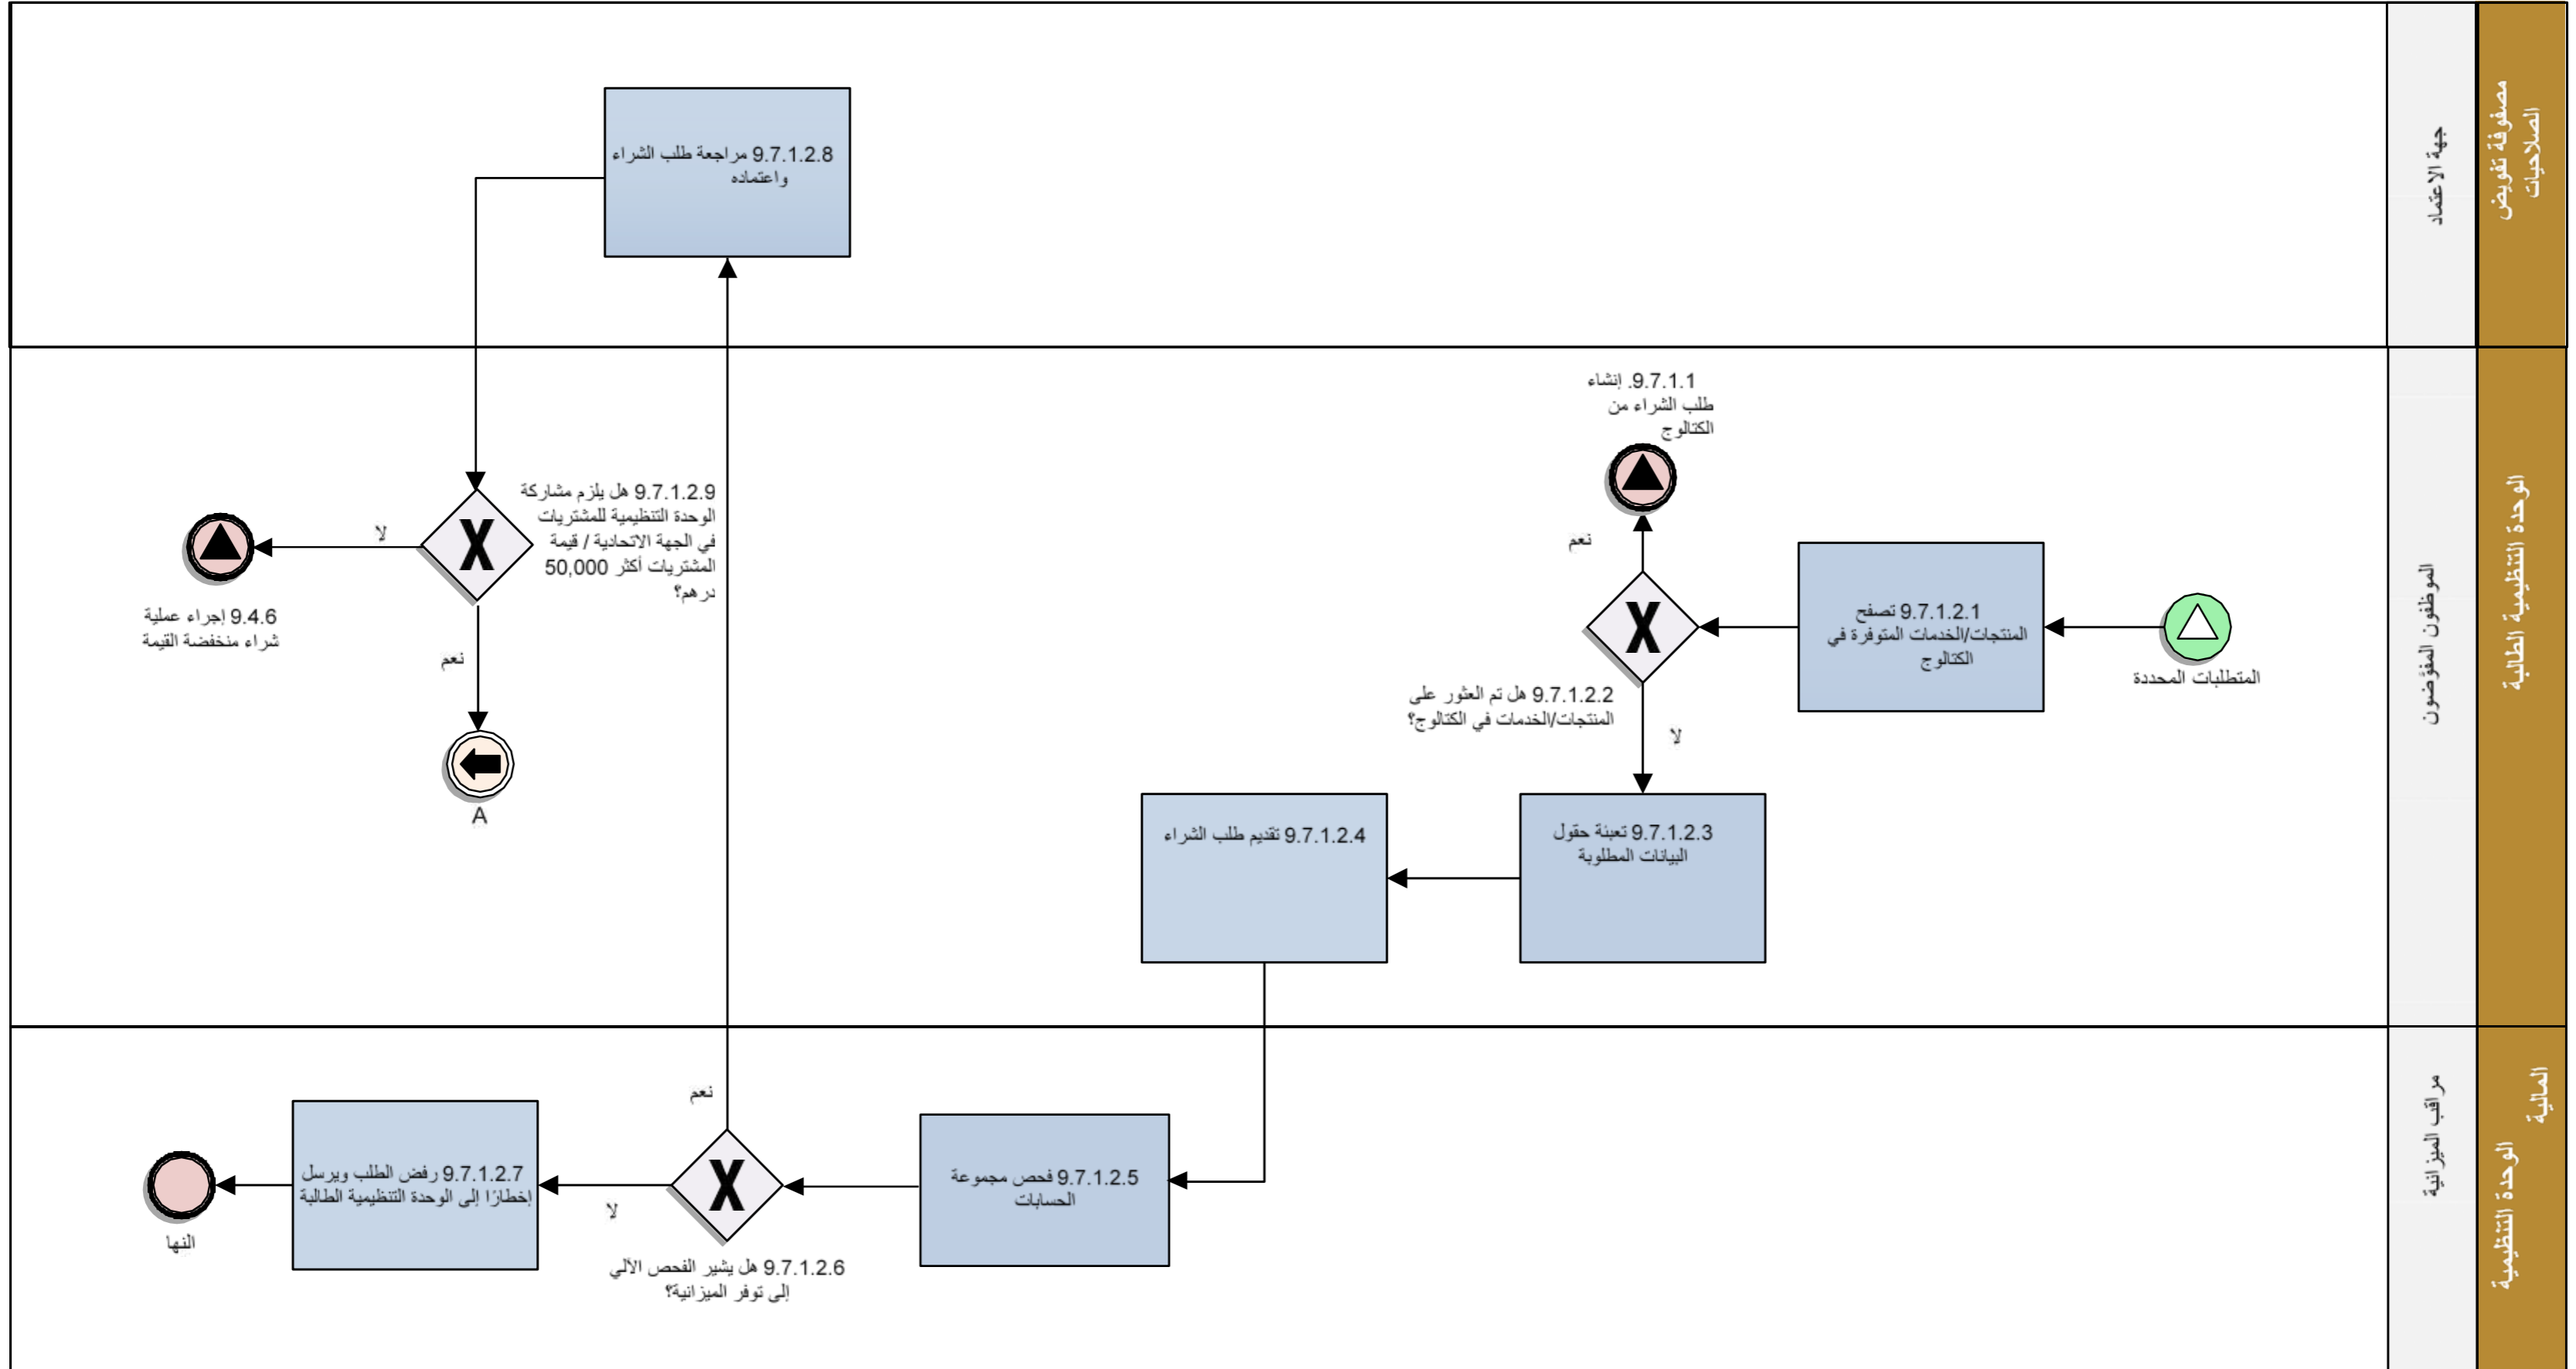 مصفوفة تفويض
الصلاحيات
جهة الاعتماد
9.7.1.2.8 مراجعة طلب الشراء
واعتماده
الوحدة التنظيمية الطالبة
الموظفون المفوضون
المتطلبات المحددة
9.7.1.2.1 تصفح
المنتجات/الخدمات المتوفرة في
الكتالوج
9.7.1.1. إنشاء
طلب الشراء من
الكتالوج
نعم
9.7.1.2.2 هل تم العثور على
المنتجات/الخدمات في الكتالوج؟
لا
9.7.1.2.3 تعبئة حقول
البيانات المطلوبة
9.7.1.2.4 تقديم طلب الشراء
9.7.1.2.9 هل يلزم مشاركة
الوحدة التنظيمية للمشتريات
في الجهة الاتحادية / قيمة
المشتريات أكثر 50,000
درهم؟
لا
9.4.6 إجراء عملية
شراء منخفضة القيمة
نعم
A
المالية
الوحدة التنظيمية
مراقب الميزانية
9.7.1.2.5 فحص مجموعة
الحسابات
نعم
9.7.1.2.6 هل يشير الفحص الآلي
إلى توفر الميزانية؟
لا
9.7.1.2.7 رفض الطلب ويرسل
إخطارًا إلى الوحدة التنظيمية الطالبة
النها